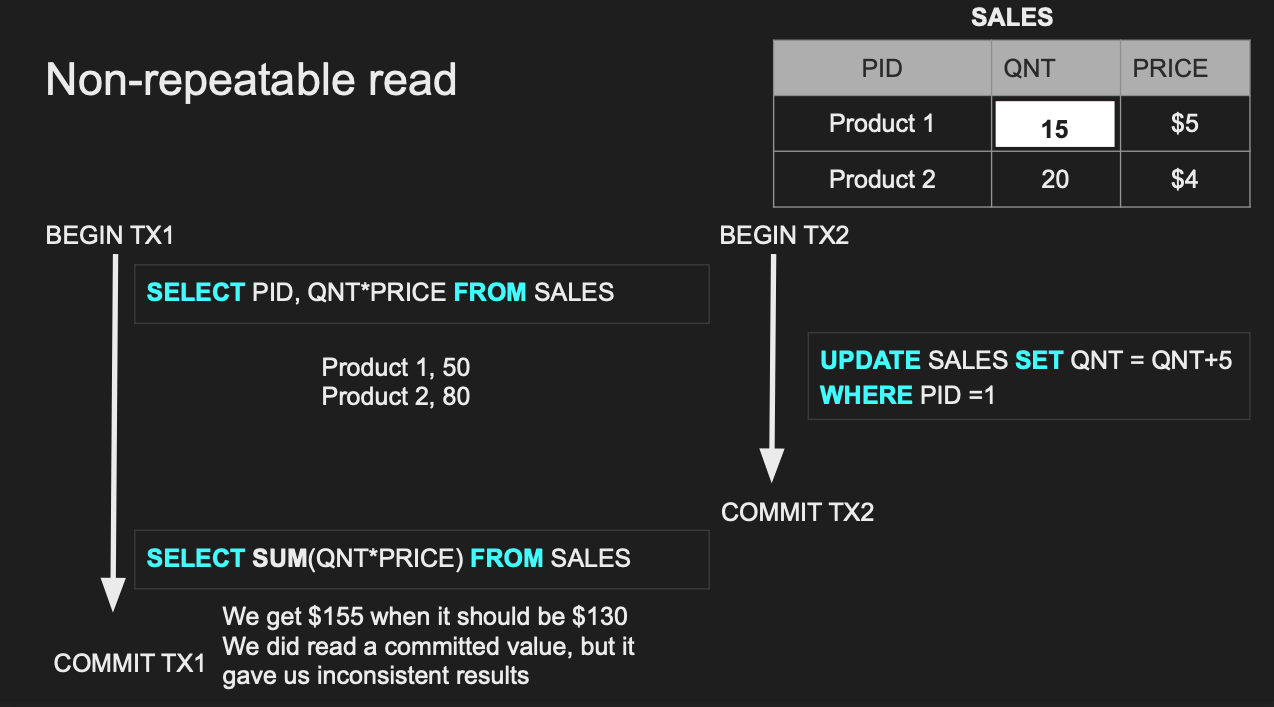 SALES
Non-repeatable read
PID QNT PRICE
Product 1 15 $5
Product 2 20 $4
BEGIN TX1
BEGIN TX2
SELECT PID, QNT*PRICE FROM SALES
Product 1, 50
Product 2, 80
UPDATE SALES SET QNT = QNT+5
WHERE PID =1
COMMIT TX2
SELECT SUM(QNT*PRICE) FROM SALES
We get $155 when it should be $130
We did read a committed value, but it
gave us inconsistent results
COMMIT TX1